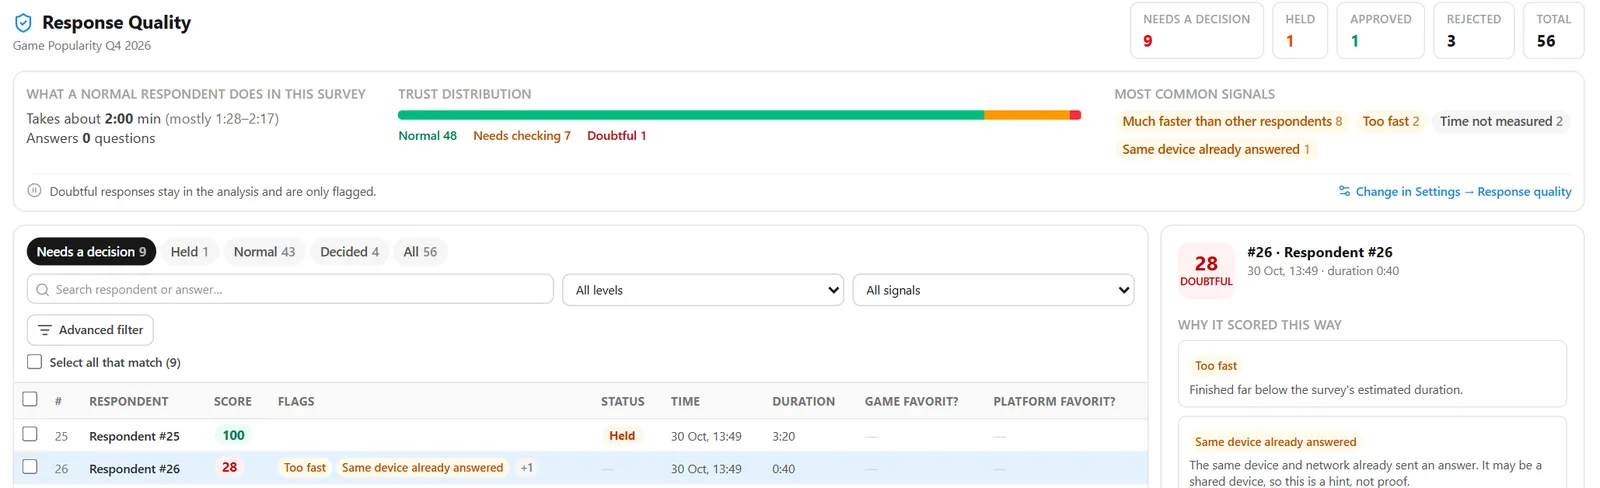 Response Quality
Game Popularity Q4 2026
NEEDS A DECISION
9
HELD
1
APPROVED
1
REJECTED
3
TOTAL
56
WHAT A NORMAL RESPONDENT DOES IN THIS SURVEY
Takes about 2:00 min (mostly 1:28–2:17)
Answers 0 questions
TRUST DISTRIBUTION
Normal 48 Needs checking 7 Doubtful 1
MOST COMMON SIGNALS
Much faster than other respondents 8 Too fast 2 Time not measured 2
Same device already answered 1
Doubtful responses stay in the analysis and are only flagged.
Change in Settings → Response quality
Needs a decision 9 Held 1 Normal 43 Decided 4 All 56
Search respondent or answer...
All levels
All signals
Advanced filter
Select all that match (9)
# RESPONDENT SCORE FLAGS STATUS TIME DURATION GAME FAVORIT? PLATFORM FAVORIT?
25 Respondent #25 100 Held 30 Oct, 13:49 3:20 — —
26 Respondent #26 28 Too fast Same device already answered +1 — 30 Oct, 13:49 0:40 — —
28
DOUBTFUL
#26 · Respondent #26
30 Oct, 13:49 · duration 0:40
WHY IT SCORED THIS WAY
Too fast
Finished far below the survey's estimated duration.
Same device already answered
The same device and network already sent an answer. It may be a
shared device, so this is a hint, not proof.